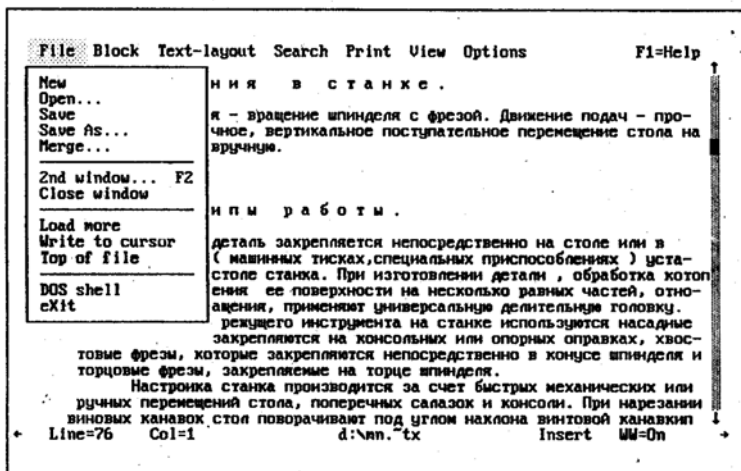 File Block Text-layout Search Print View Options F1=Help
New
Open...
Save
Save As...
Merge...
2nd window... F2
Close window
Load more
Write to cursor
Top of file
DOS shell
eXit
ния в станке.
я - вращение шпинделя с фрезой. Движение подач - про-
чное, вертикальное поступательное перемещение стола на
вручную.
ипы работы.
деталь закрепляется непосредственно на столе или в
( машинных тисках,специальных приспособлениях ) уста-
столе станка. При изготовлении детали , обработка котоп
ения ее поверхности на несколько равных частей, отно-
ащения, применяют универсальную делительную головку.
режущего инструмента на станке используются насадные
закрепляются на консольных или опорных оправках, хвос-
товые фрезы, которые закрепляются непосредственно в конусе шпинделя и
торцовые фрезы, закрепляемые на торце шпинделя.
Настройка станка производится за счет быстрых механических или
ручных перемещений стола, поперечных салазок и консоли. При нарезании
виновых канавок стол поворачивают под углом наклона винтовой канавкип
Line=76 Col=1 d:\мn.~tx Insert WW=On